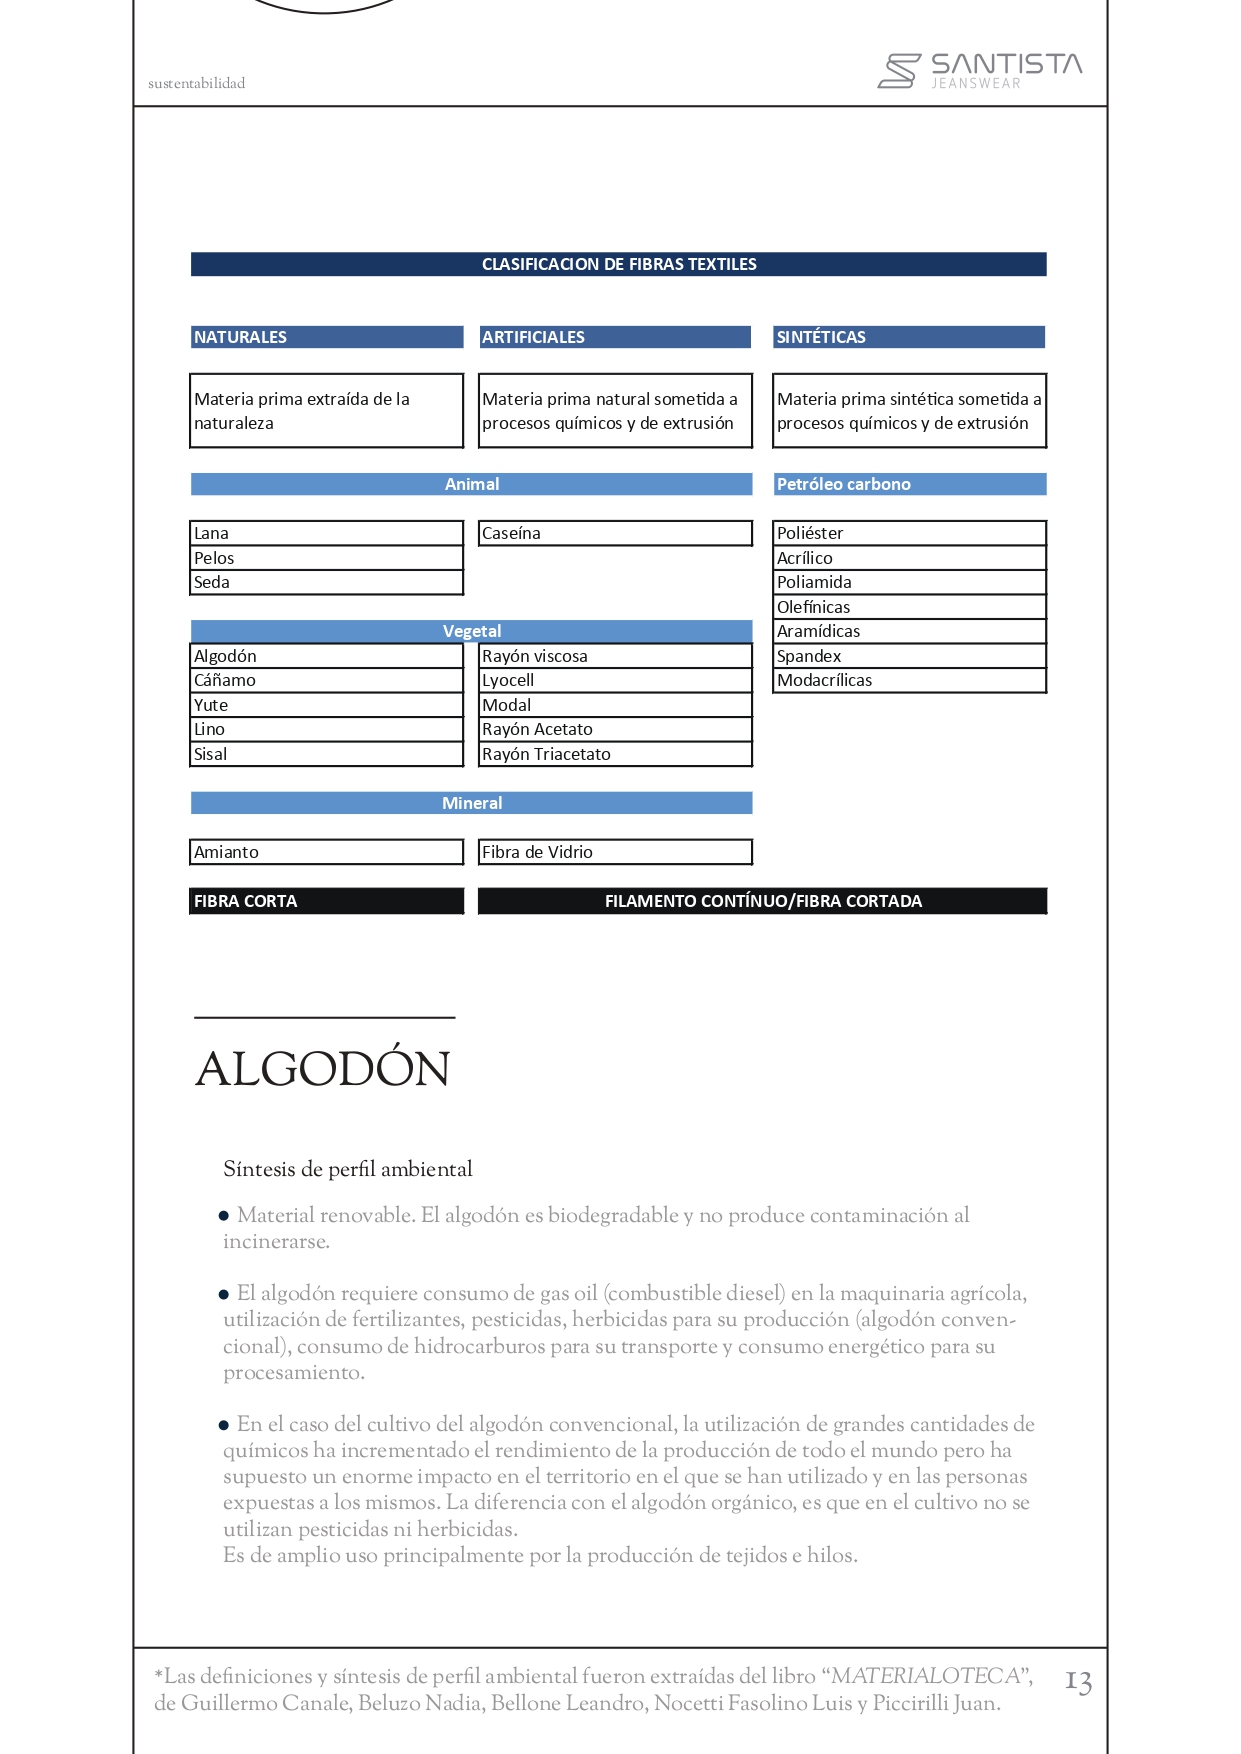 sustentabilidad
SANTISTA
JEANSWEAR
CLASIFICACION DE FIBRAS TEXTILES
NATURALES ARTIFICIALES SINTÉTICAS
Materia prima extraída de la
naturaleza
Materia prima natural sometida a
procesos químicos y de extrusión
Materia prima sintética sometida a
procesos químicos y de extrusión
Animal Petróleo carbono
Lana Caseína Poliéster
Pelos Acrílico
Seda Poliamida
Olefínicas
Vegetal Aramídicas
Algodón Rayón viscosa Spandex
Cáñamo Lyocell Modacrílicas
Yute Modal
Lino Rayón Acetato
Sisal Rayón Triacetato
Mineral
Amianto Fibra de Vidrio
FIBRA CORTA FILAMENTO CONTÍNUO/FIBRA CORTADA
ALGODÓN
Síntesis de perfil ambiental
● Material renovable. El algodón es biodegradable y no produce contaminación al
incinerarse.
● El algodón requiere consumo de gas oil (combustible diesel) en la maquinaria agrícola,
utilización de fertilizantes, pesticidas, herbicidas para su producción (algodón conven-
cional), consumo de hidrocarburos para su transporte y consumo energético para su
procesamiento.
● En el caso del cultivo del algodón convencional, la utilización de grandes cantidades de
químicos ha incrementado el rendimiento de la producción de todo el mundo pero ha
supuesto un enorme impacto en el territorio en el que se han utilizado y en las personas
expuestas a los mismos. La diferencia con el algodón orgánico, es que en el cultivo no se
utilizan pesticidas ni herbicidas.
Es de amplio uso principalmente por la producción de tejidos e hilos.
*Las definiciones y síntesis de perfil ambiental fueron extraídas del libro “MATERIALOTECA”,
de Guillermo Canale, Beluzo Nadia, Bellone Leandro, Nocetti Fasolino Luis y Piccirilli Juan.
13